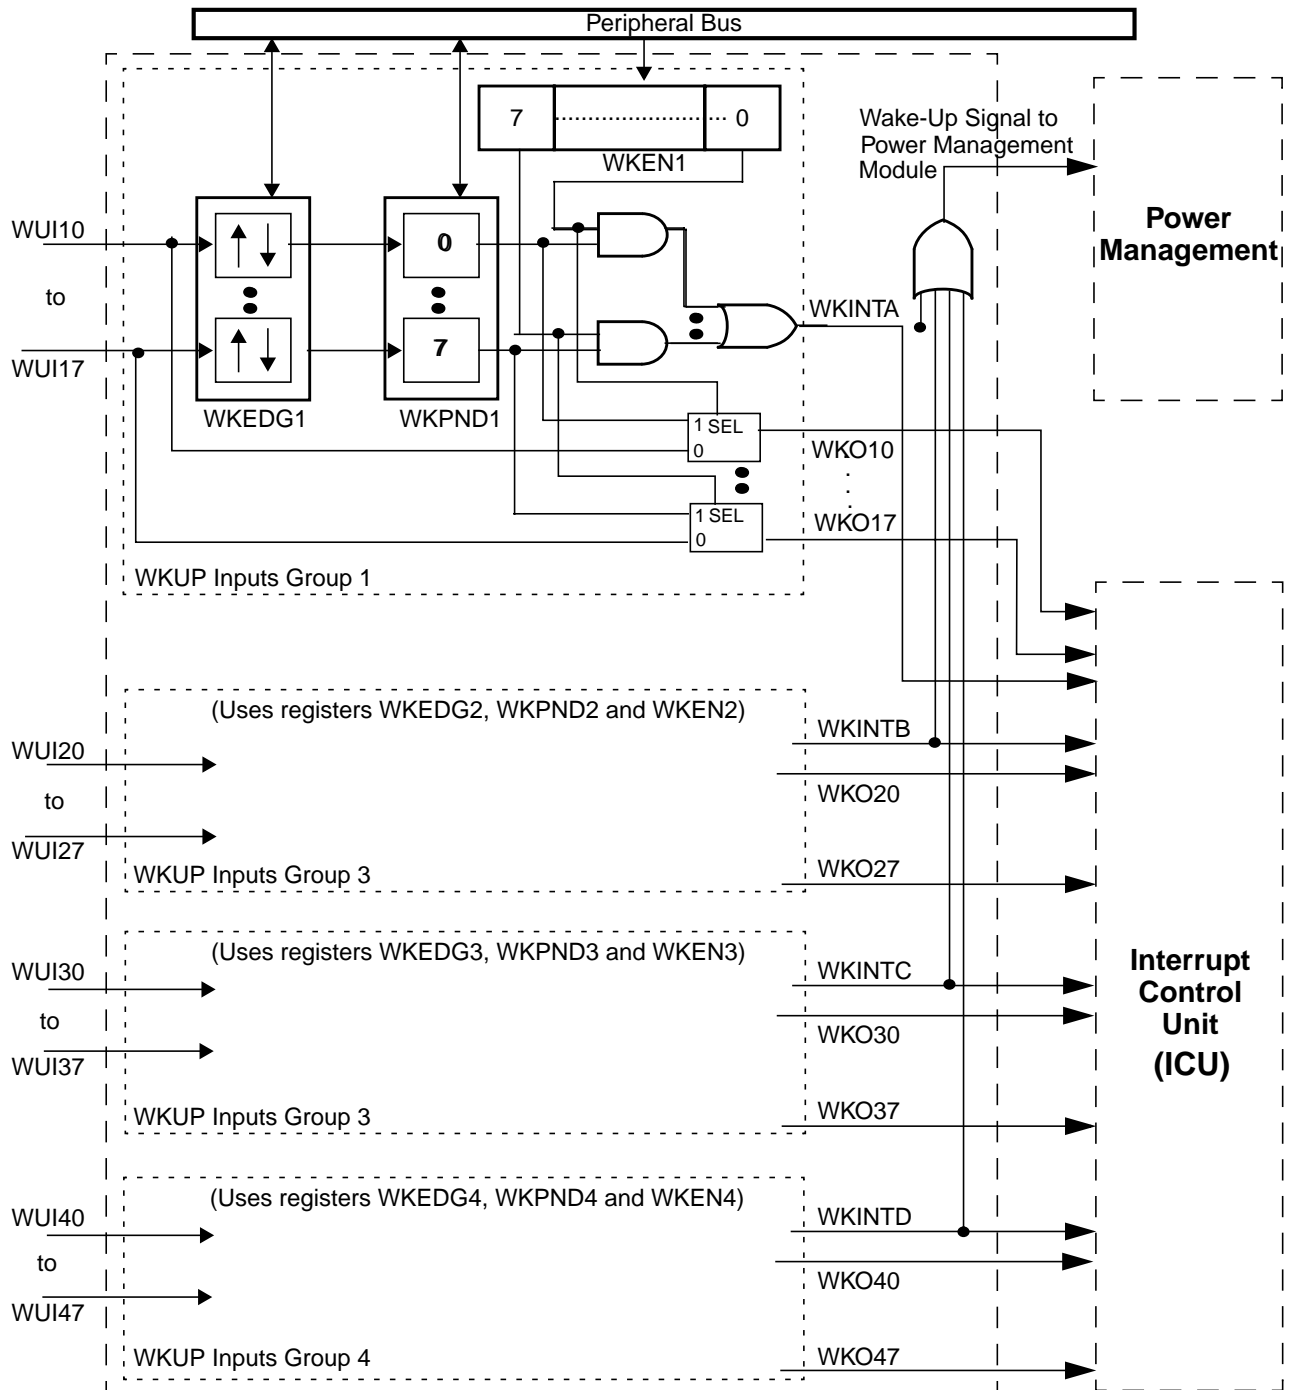 Peripheral Bus
7
0
WKEN1
Wake-Up Signal to
Power Management
Module
Power
Management
WUI10
to
WUI17
0
7
WKEDG1
WKPND1
WKINTA
1 SEL
0
WKO10
1 SEL
0
WKO17
WKUP Inputs Group 1
(Uses registers WKEDG2, WKPND2 and WKEN2)
WUI20
to
WUI27
WKINTB
WKO20
WKO27
WKUP Inputs Group 3
(Uses registers WKEDG3, WKPND3 and WKEN3)
WUI30
to
WUI37
WKINTC
WKO30
WKO37
WKUP Inputs Group 3
Interrupt
Control
Unit
(ICU)
(Uses registers WKEDG4, WKPND4 and WKEN4)
WUI40
to
WUI47
WKINTD
WKO40
WKO47
WKUP Inputs Group 4